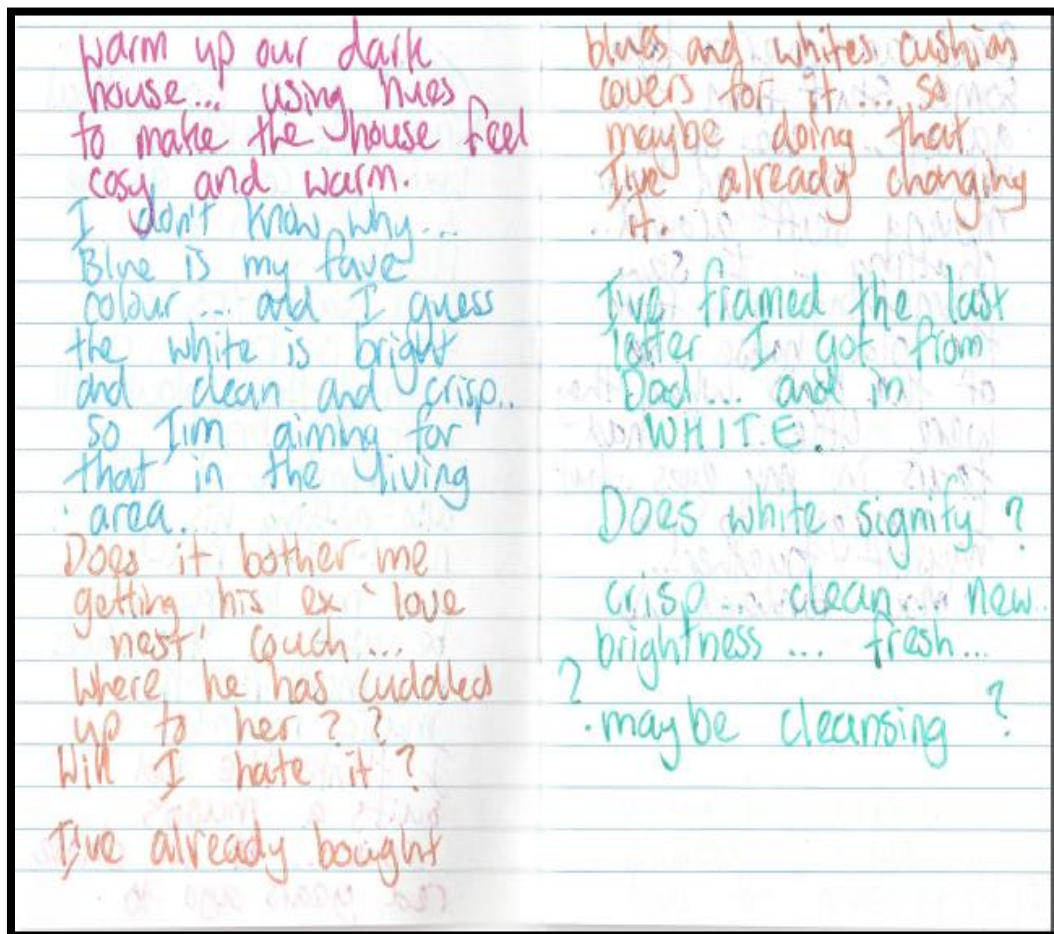 warm up our dark
house... using hues
to make the house feel
cosy and warm.
I don't know why...
Blue is my fave
colour... and I guess
the white is bright
and clean and crisp..
so I'm aiming for
that in the living
area.
Does it bother me
getting his ex 'love
nest' couch...
where he has cuddled
up to her ? ?
Will I hate it ?
I've already bought
blues and whites cushion
covers for it... so
maybe doing that
I've already changing
it.
I've framed the last
letter I got from
Dad... and in
WHITE.
Does white signify ?
crisp... clean... new..
brightness ... fresh...
? maybe cleansing ?